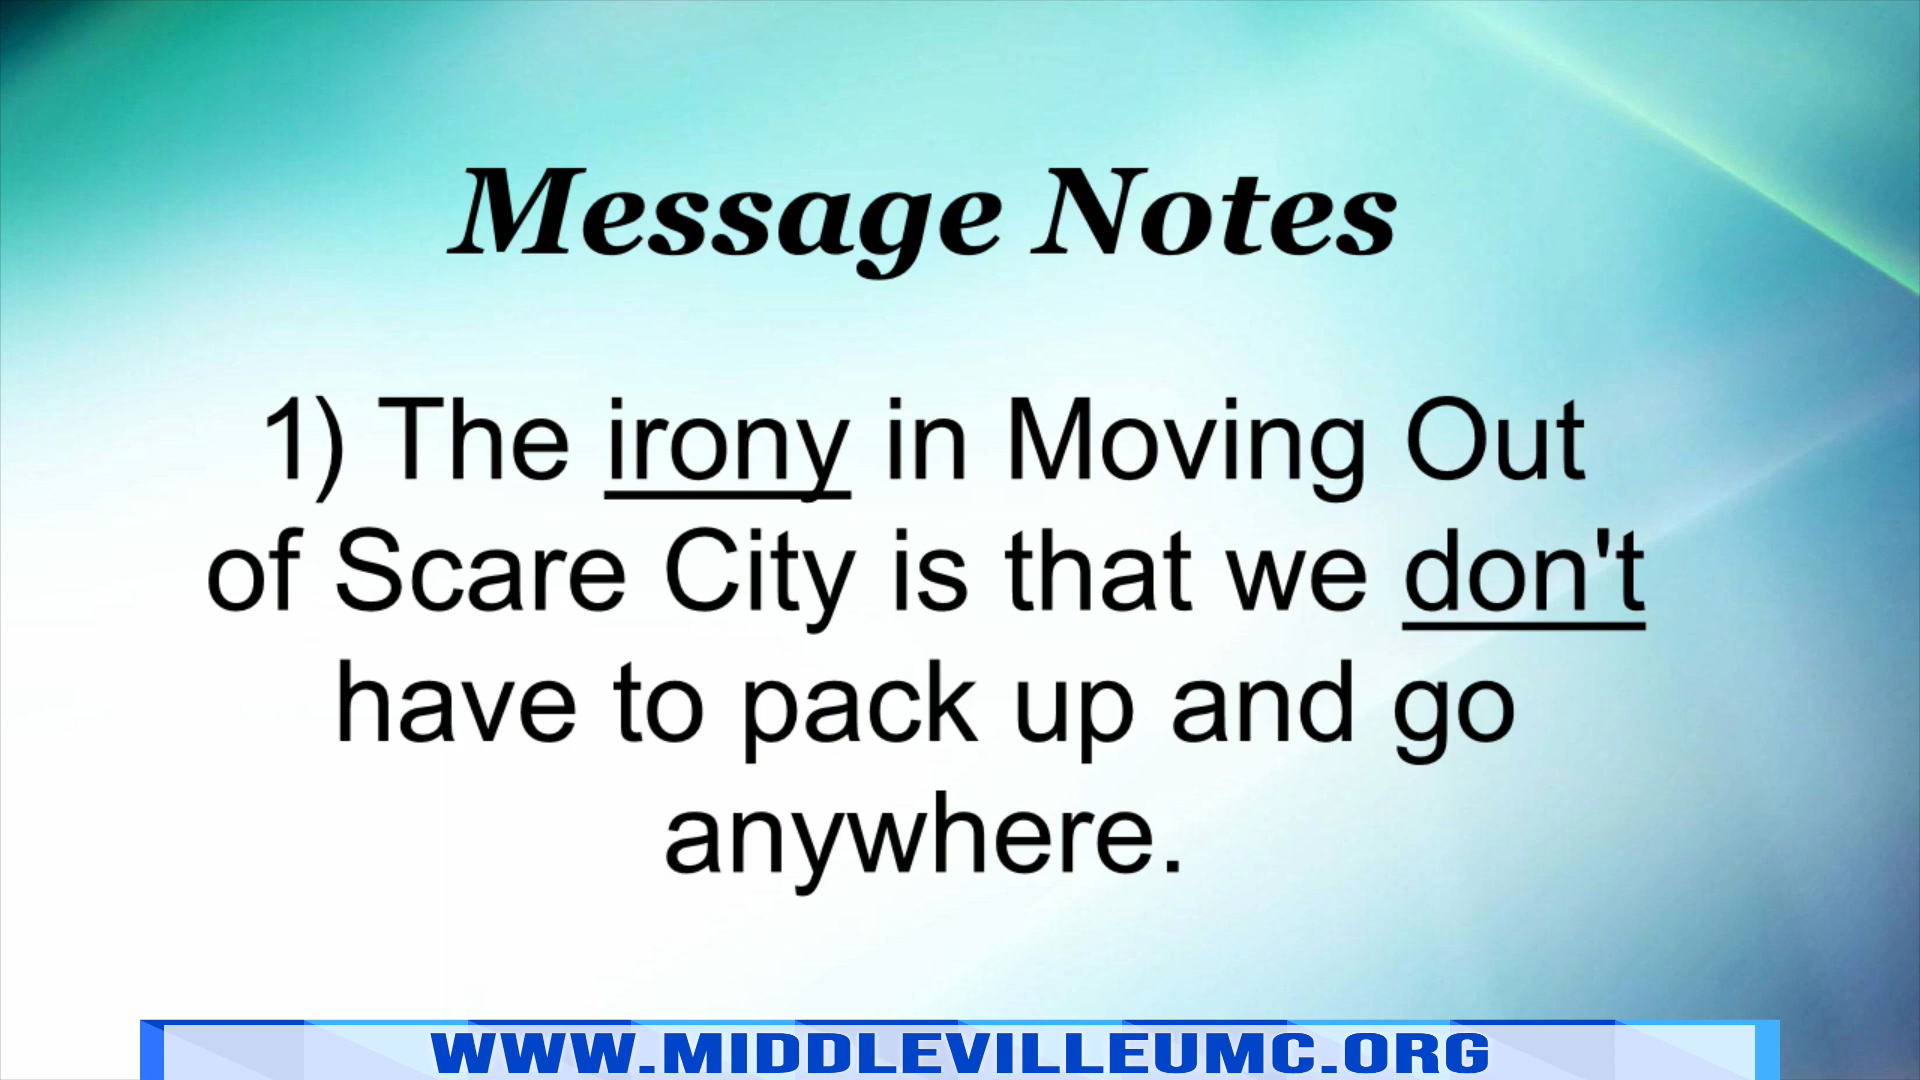 Message Notes
1) The irony in Moving Out
of Scare City is that we don't
have to pack up and go
anywhere.
WWW.MIDDLEVILLEUMC.ORG